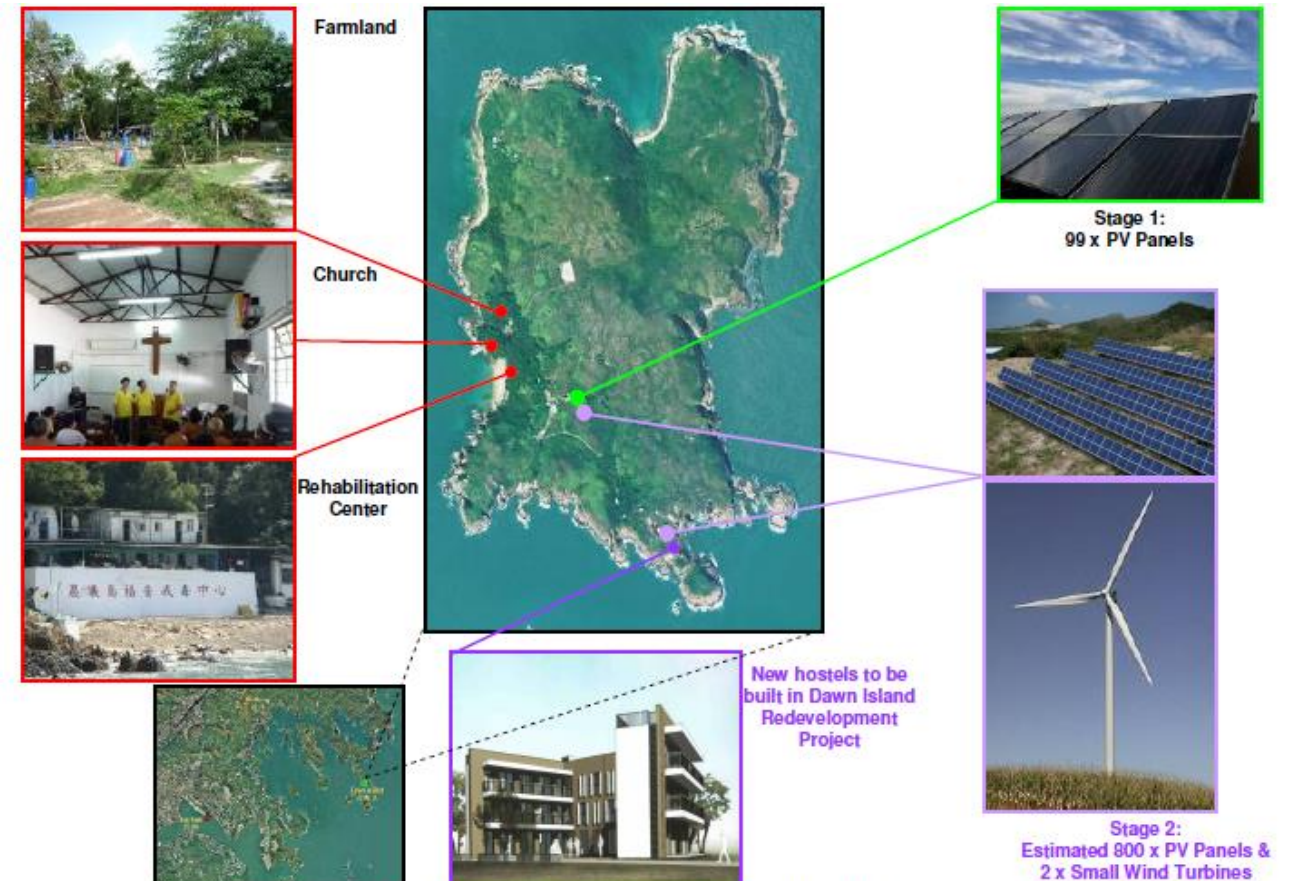 Farmland
Church
Rehabilitation
Center
晨曦島福音戒毒中心
Stage 1:
99 x PV Panels
New hostels to be
built in Dawn Island
Redevelopment
Project
Stage 2:
Estimated 800 x PV Panels &
2 x Small Wind Turbines